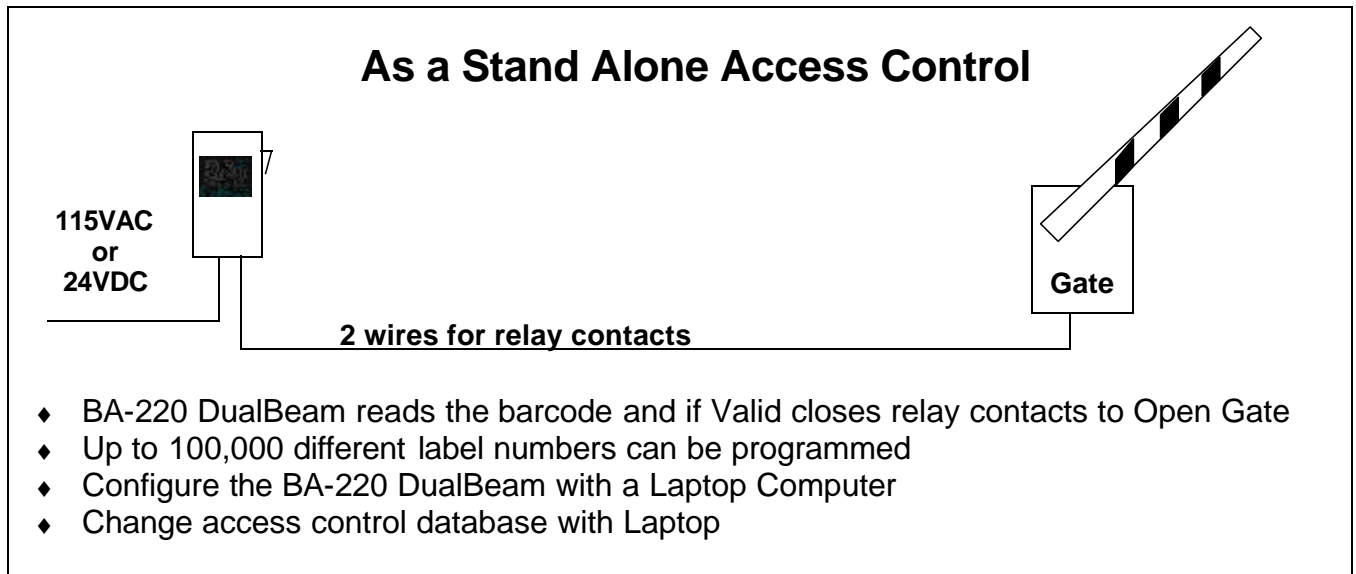 As a Stand Alone Access Control
115VAC
or
24VDC
Gate
2 wires for relay contacts
♦ BA-220 DualBeam reads the barcode and if Valid closes relay contacts to Open Gate
♦ Up to 100,000 different label numbers can be programmed
♦ Configure the BA-220 DualBeam with a Laptop Computer
♦ Change access control database with Laptop